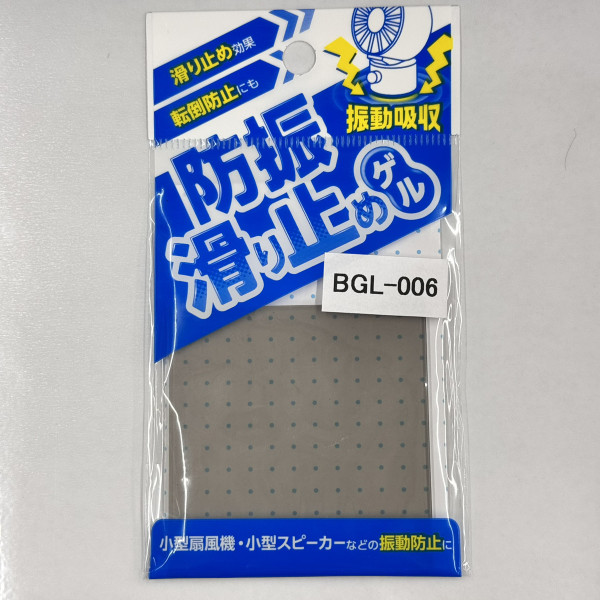 滑り止め効果
転倒防止にも
振動吸収
防振
滑り止めゲル
BGL-006
小型扇風機・小型スピーカーなどの振動防止に